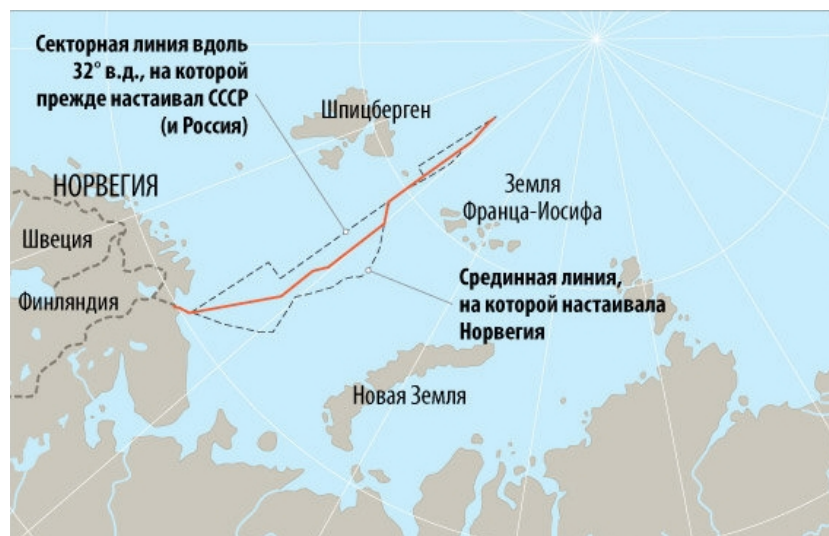 Секторная линия вдоль
32° в.д., на которой
прежде настаивал СССР
(и Россия)
Шпицберген
НОРВЕГИЯ
Земля
Франца-Иосифа
Швеция
Финляндия
Срединная линия,
на которой настаивала
Норвегия
Новая Земля